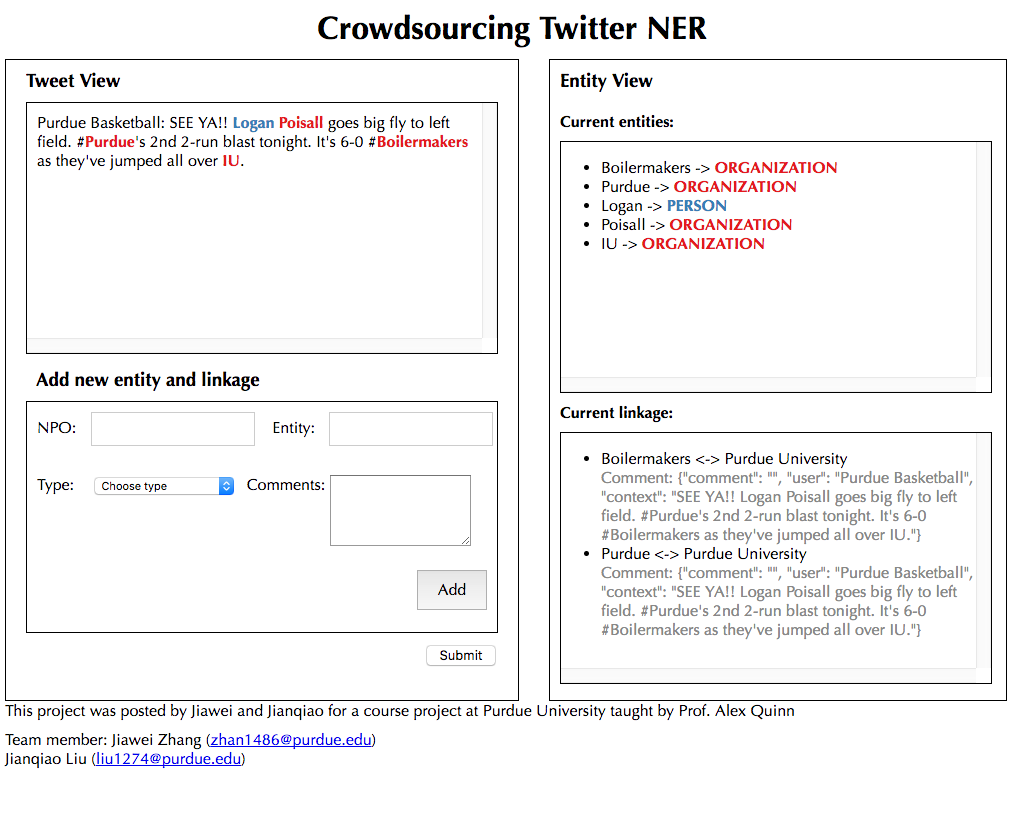 Crowdsourcing Twitter NER
Tweet View
Purdue Basketball: SEE YA!! Logan Poisall goes big fly to left
field. #Purdue's 2nd 2-run blast tonight. It's 6-0 #Boilermakers
as they've jumped all over IU.
Add new entity and linkage
NPO:
Entity:
Type:
Choose type
Comments:
Add
Submit
Entity View
Current entities:
• Boilermakers -> ORGANIZATION
• Purdue -> ORGANIZATION
• Logan -> PERSON
• Poisall -> ORGANIZATION
• IU -> ORGANIZATION
Current linkage:
• Boilermakers <-> Purdue University
Comment: {"comment": "", "user": "Purdue Basketball",
"context": "SEE YA!! Logan Poisall goes big fly to left
field. #Purdue's 2nd 2-run blast tonight. It's 6-0
#Boilermakers as they've jumped all over IU."}
• Purdue <-> Purdue University
Comment: {"comment": "", "user": "Purdue Basketball",
"context": "SEE YA!! Logan Poisall goes big fly to left
field. #Purdue's 2nd 2-run blast tonight. It's 6-0
#Boilermakers as they've jumped all over IU."}
This project was posted by Jiawei and Jianqiao for a course project at Purdue University taught by Prof. Alex Quinn
Team member: Jiawei Zhang (zhan1486@purdue.edu)
Jianqiao Liu (liu1274@purdue.edu)